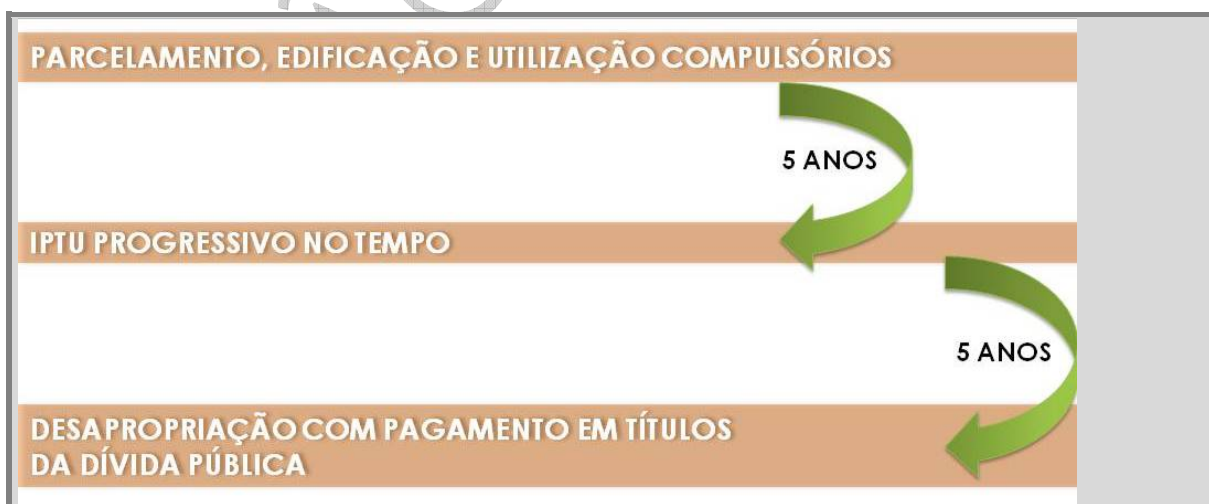 PARCELAMENTO, EDIFICAÇÃO E UTILIZAÇÃO COMPULSÓRIOS
5 ANOS
IPTU PROGRESSIVO NO TEMPO
5 ANOS
DESAPROPRIAÇÃO COM PAGAMENTO EM TÍTULOS
DA DÍVIDA PÚBLICA